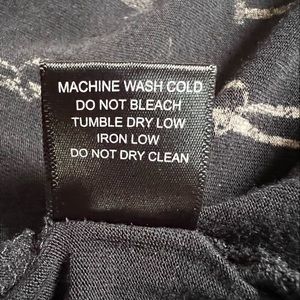 MACHINE WASH COLD
DO NOT BLEACH
TUMBLE DRY LOW
IRON LOW
DO NOT DRY CLEAN